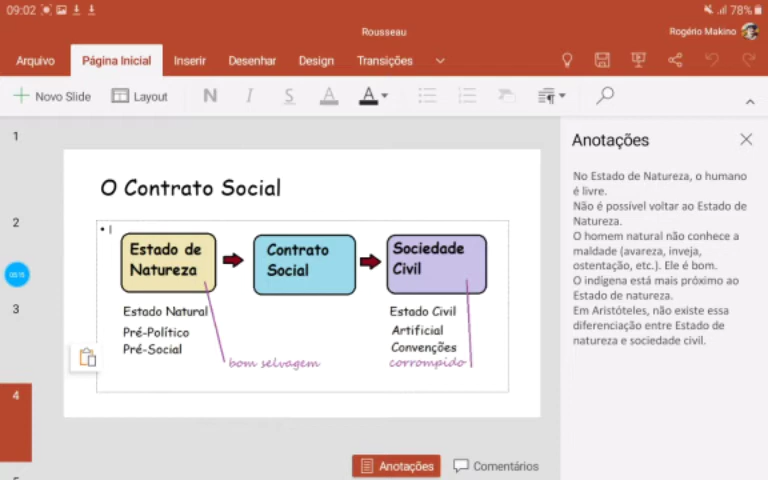 09:02
78%
Rousseau
Rogério Makino
Arquivo Página Inicial Inserir Desenhar Design Transições
Novo Slide Layout N I S A A
1
2
3
4
5
O Contrato Social
Estado de Natureza
Contrato Social
Sociedade Civil
Estado Natural
Pré-Político
Pré-Social
bom selvagem
Estado Civil
Artificial
Convenções
corrompido
Anotações
No Estado de Natureza, o humano
é livre.
Não é possível voltar ao Estado de
Natureza.
O homem natural não conhece a
maldade (avareza, inveja,
ostentação, etc.). Ele é bom.
O indígena está mais próximo ao
Estado de natureza.
Em Aristóteles, não existe essa
diferenciação entre Estado de
natureza e sociedade civil.
Anotações Comentários